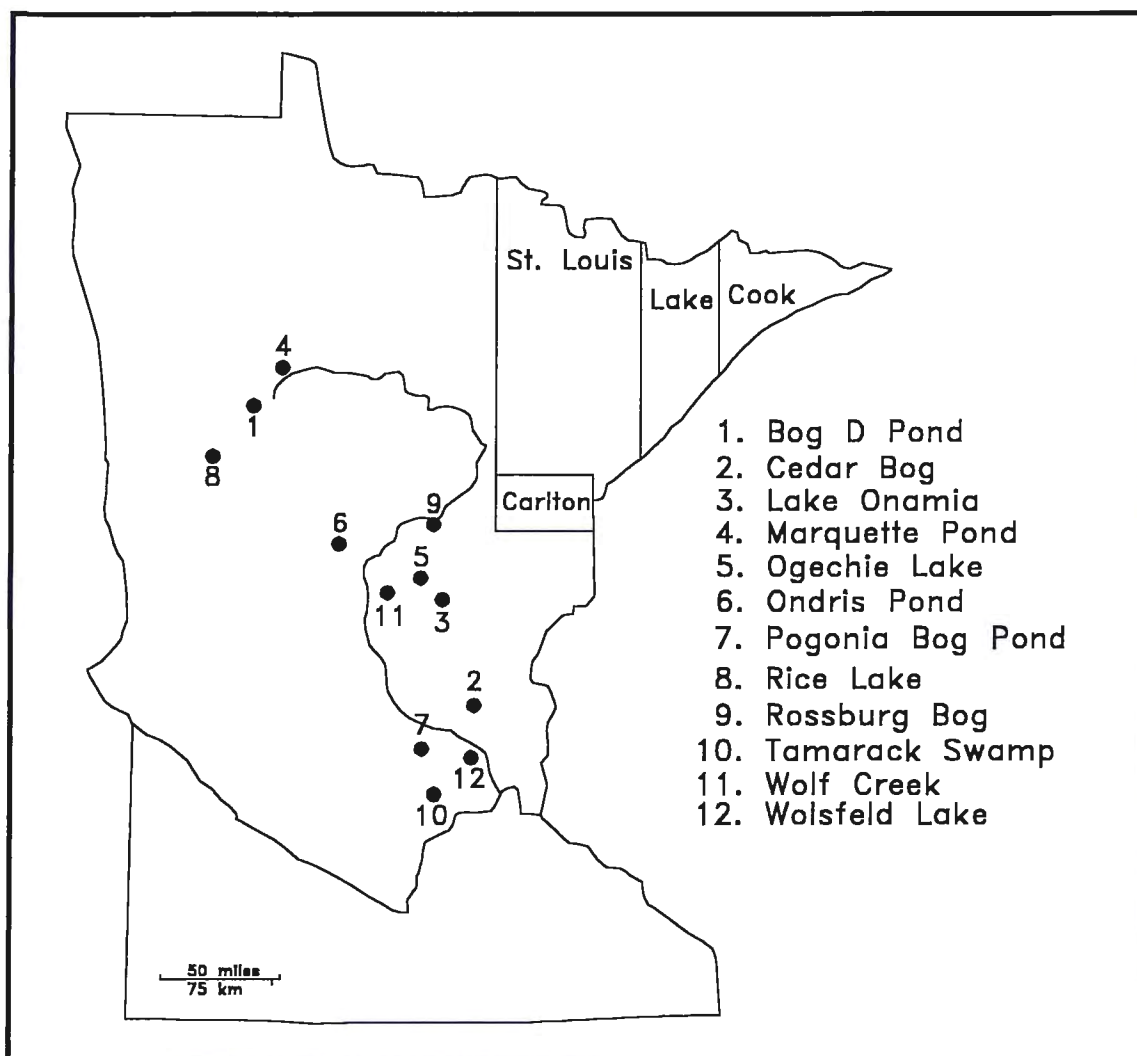 St. Louis
Lake
Cook
4
1
8
Carlton
9
6
5
11
3
2
7
12
10
1. Bog D Pond
2. Cedar Bog
3. Lake Onamia
4. Marquette Pond
5. Ogechie Lake
6. Ondris Pond
7. Pogonia Bog Pond
8. Rice Lake
9. Rossburg Bog
10. Tamarack Swamp
11. Wolf Creek
12. Wolsfeld Lake
50 miles
75 km